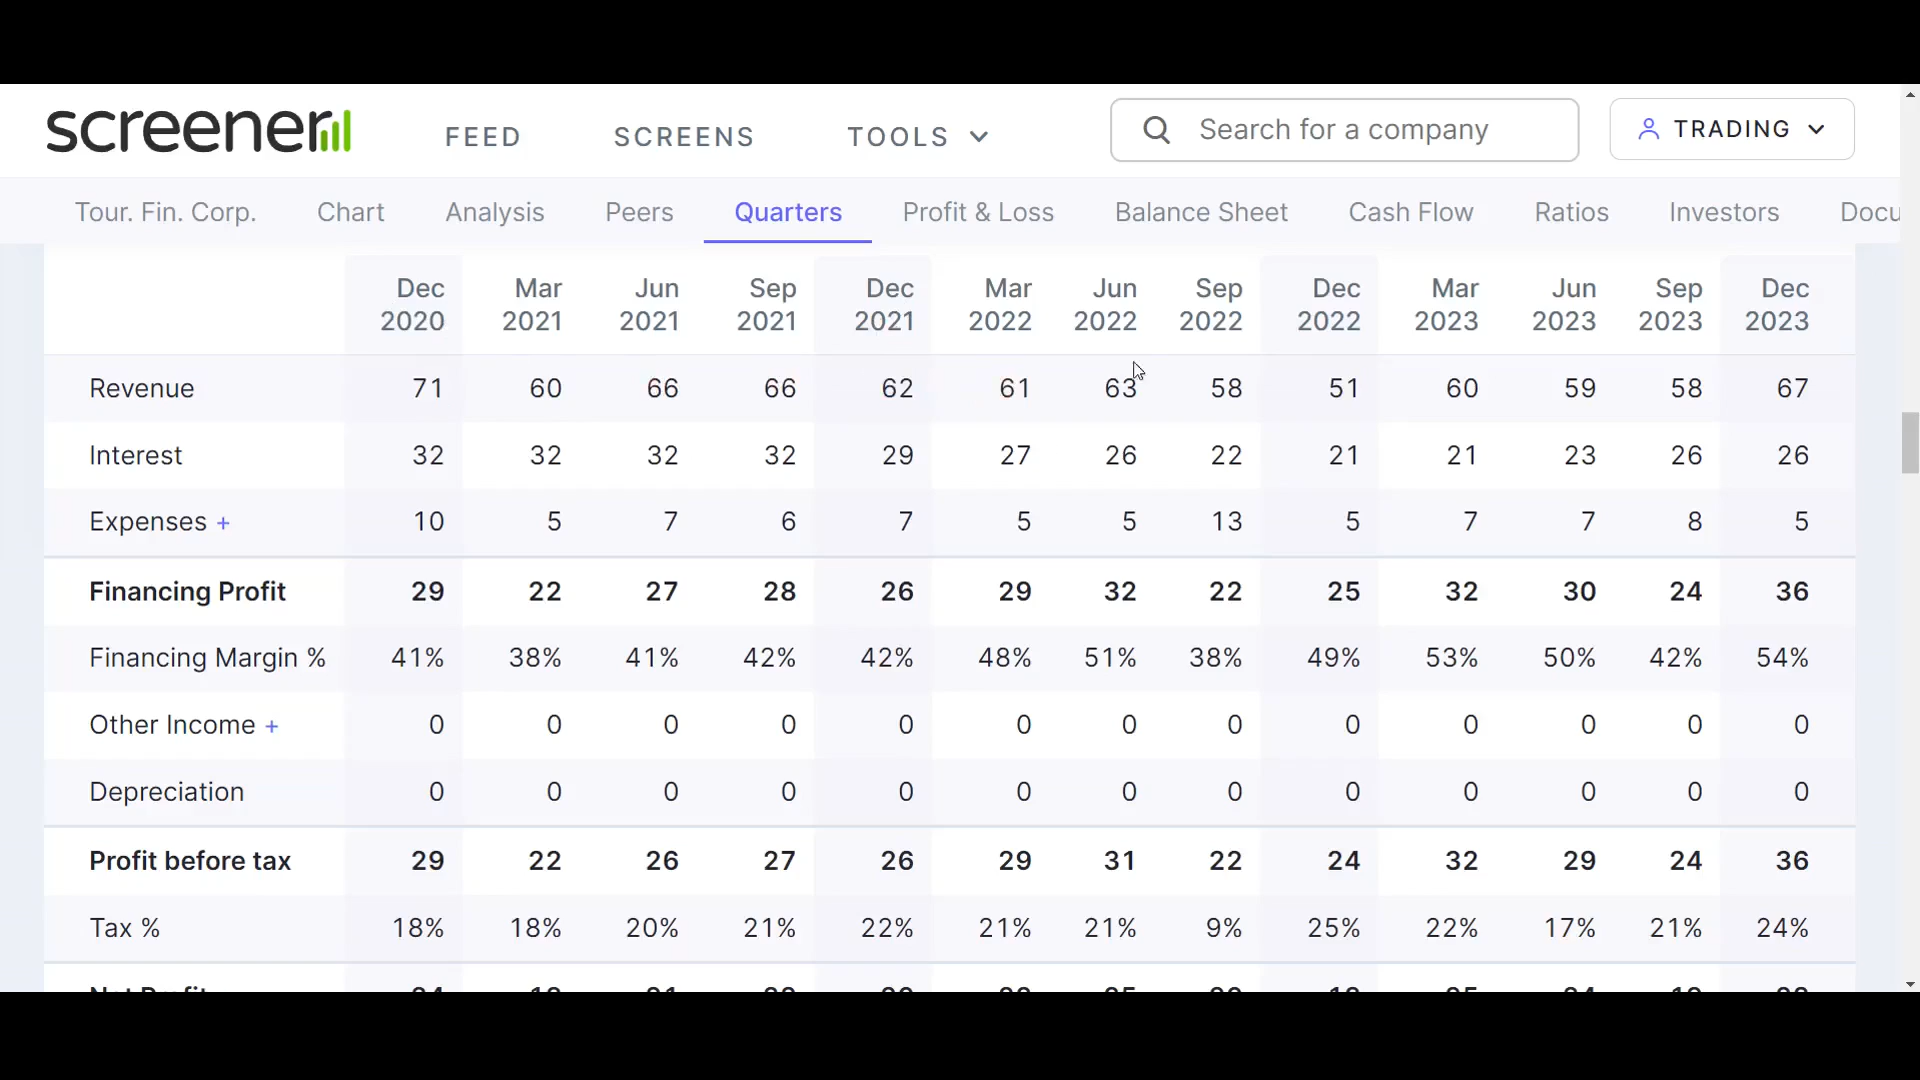 screener FEED SCREENS TOOLS Search for a company TRADING
Tour. Fin. Corp. Chart Analysis Peers Quarters Profit & Loss Balance Sheet Cash Flow Ratios Investors Docu
Dec Mar Jun Sep Dec Mar Jun Sep Dec Mar Jun Sep Dec
2020 2021 2021 2021 2021 2022 2022 2022 2022 2023 2023 2023 2023
Revenue 71 60 66 66 62 61 63 58 51 60 59 58 67
Interest 32 32 32 32 29 27 26 22 21 21 23 26 26
Expenses + 10 5 7 6 7 5 5 13 5 7 7 8 5
Financing Profit 29 22 27 28 26 29 32 22 25 32 30 24 36
Financing Margin % 41% 38% 41% 42% 42% 48% 51% 38% 49% 53% 50% 42% 54%
Other Income + 0 0 0 0 0 0 0 0 0 0 0 0 0
Depreciation 0 0 0 0 0 0 0 0 0 0 0 0 0
Profit before tax 29 22 26 27 26 29 31 22 24 32 29 24 36
Tax % 18% 18% 20% 21% 22% 21% 21% 9% 25% 22% 17% 21% 24%
Net Profit